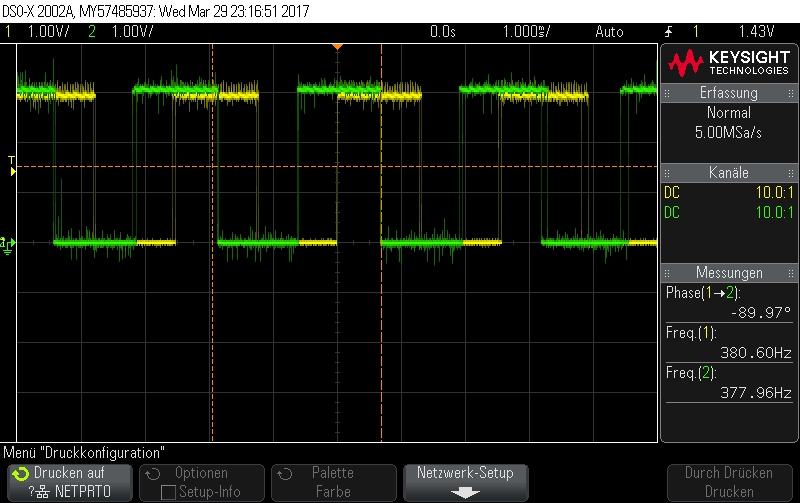 DSO-X 2002A, MY57485937: Wed Mar 29 23:16:51 2017
1 1.00V/ 2 1.00V/ 0.0s 1.000ms/ Auto 1 1.43V
KEYSIGHT
TECHNOLOGIES
Erfassung
Normal
5.00MSa/s
Kanäle
DC 10.0:1
DC 10.0:1
Messungen
Phase(1→2):
-89.97°
Freq.(1):
380.60Hz
Freq.(2):
377.96Hz
T
Menü "Druckkonfiguration"
Drucken auf
? NETPRT0
Optionen
Setup-Info
Palette
Farbe
Netzwerk-Setup
Durch Drücken
Drucken